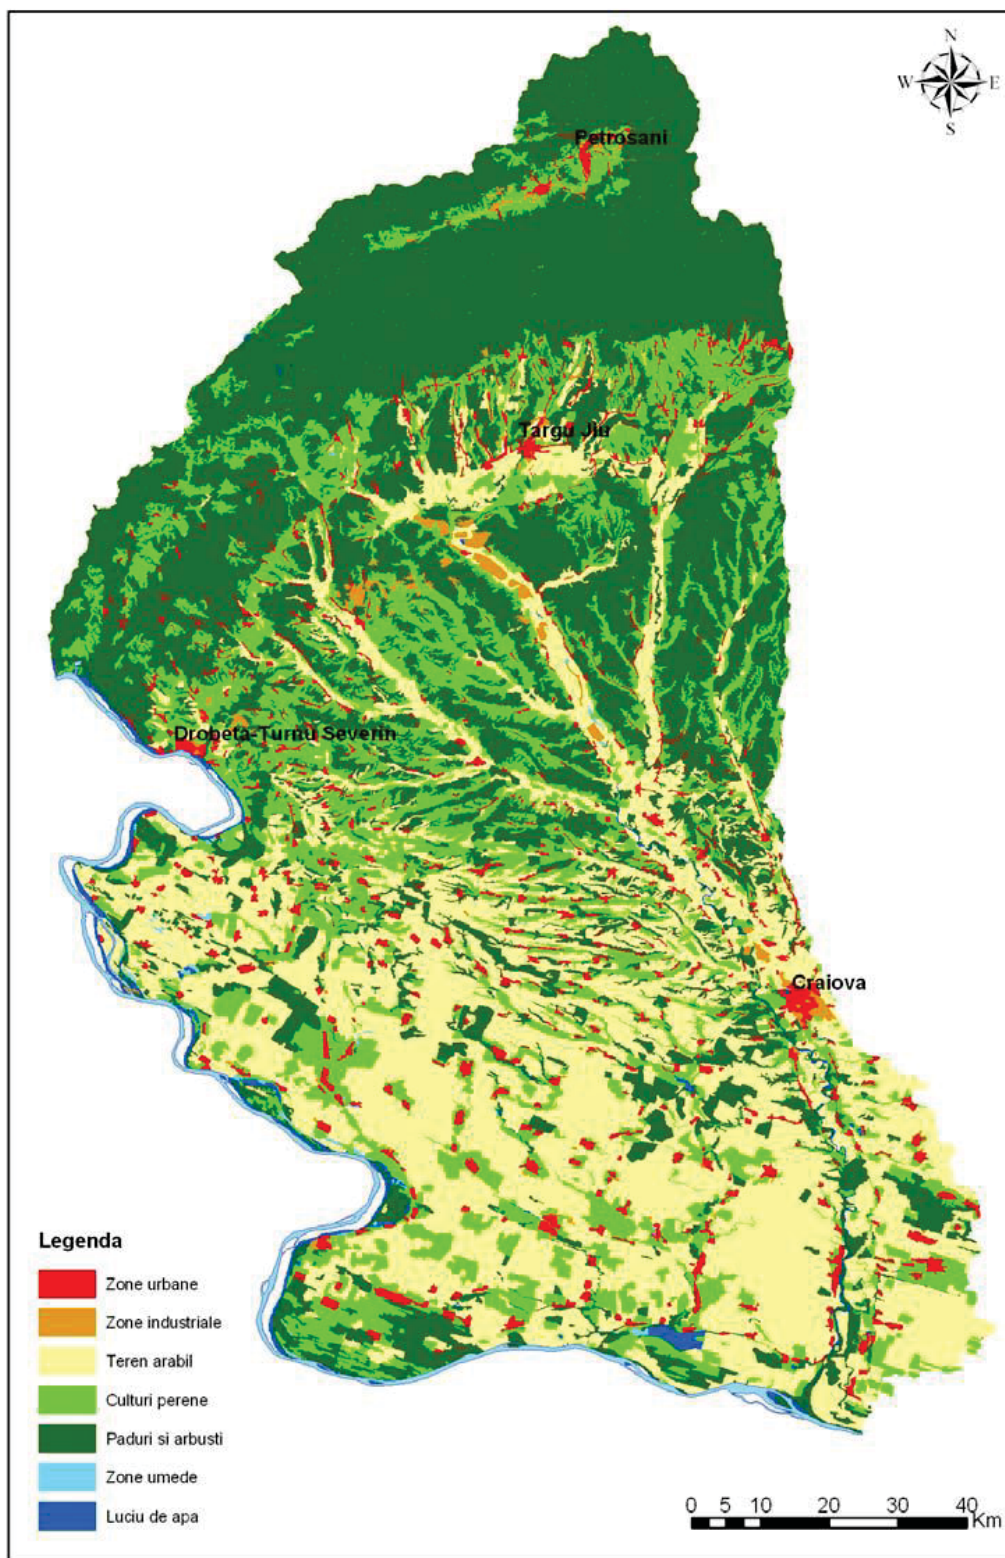 N
W E
S
Petrosani
Targu Jiu
Drobeta-Turnu Severin
Craiova
Legenda
Zone urbane
Zone industriale
Teren arabil
Culturi perene
Paduri si arbusti
Zone umede
Luciu de apa
0 5 10 20 30 40
Km